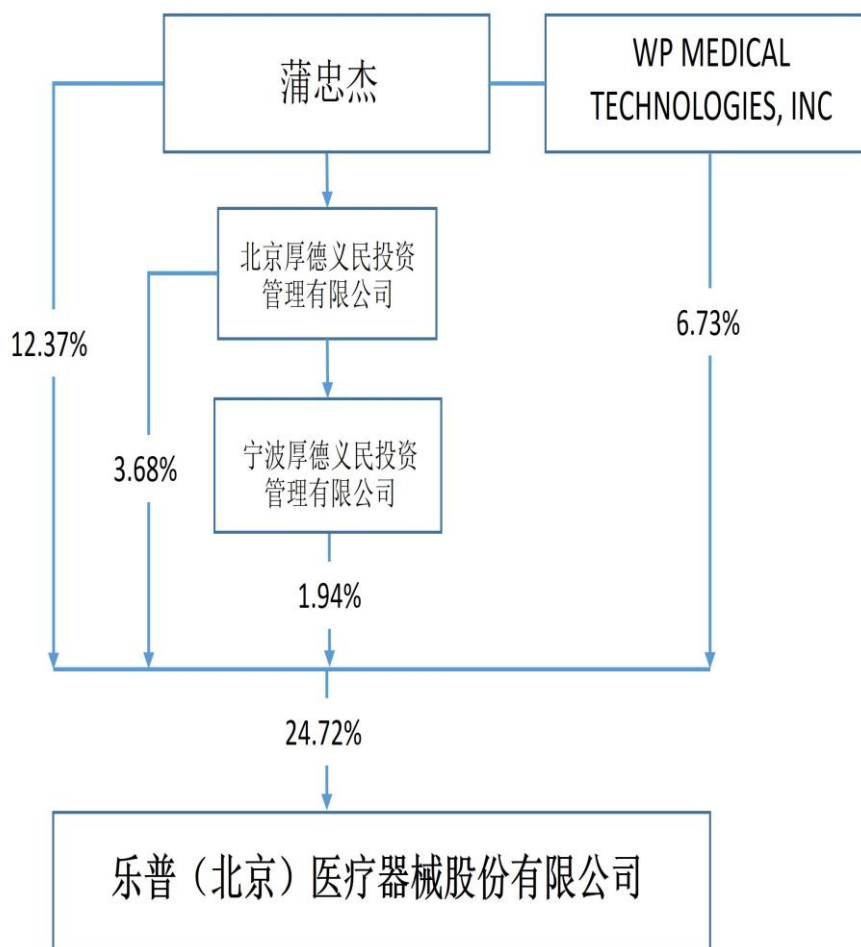 蒲忠杰
WP MEDICAL
TECHNOLOGIES, INC
北京厚德义民投资
管理有限公司
12.37%
6.73%
宁波厚德义民投资
管理有限公司
3.68%
1.94%
24.72%
乐普（北京）医疗器械股份有限公司